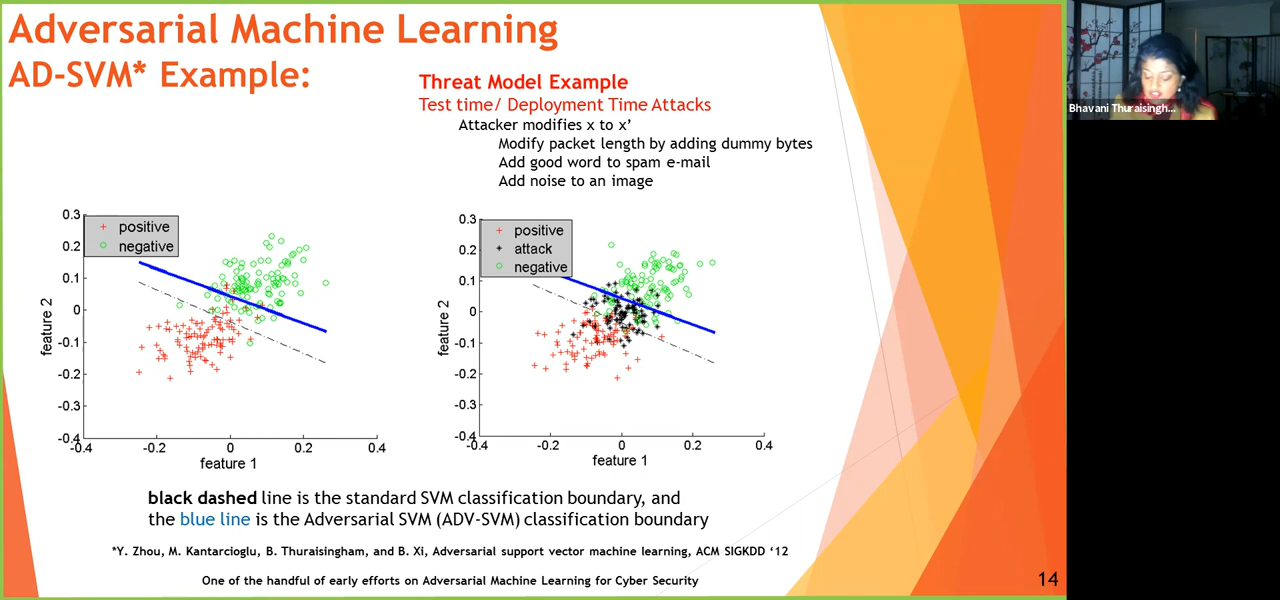 Adversarial Machine Learning
AD-SVM* Example:
Threat Model Example
Test time/ Deployment Time Attacks
Attacker modifies x to x’
Modify packet length by adding dummy bytes
Add good word to spam e-mail
Add noise to an image
Bhavani Thuraisingh...
0.3
0.2
0.1
0
-0.1
-0.2
-0.3
-0.4
feature 2
positive
negative
-0.4
-0.2
0
0.2
0.4
feature 1
0.3
0.2
0.1
0
-0.1
-0.2
-0.3
-0.4
feature 2
positive
attack
negative
-0.4
-0.2
0
0.2
0.4
feature 1
black dashed line is the standard SVM classification boundary, and
the blue line is the Adversarial SVM (ADV-SVM) classification boundary
*Y. Zhou, M. Kantarcioglu, B. Thuraisingham, and B. Xi, Adversarial support vector machine learning, ACM SIGKDD ‘12
One of the handful of early efforts on Adversarial Machine Learning for Cyber Security
14